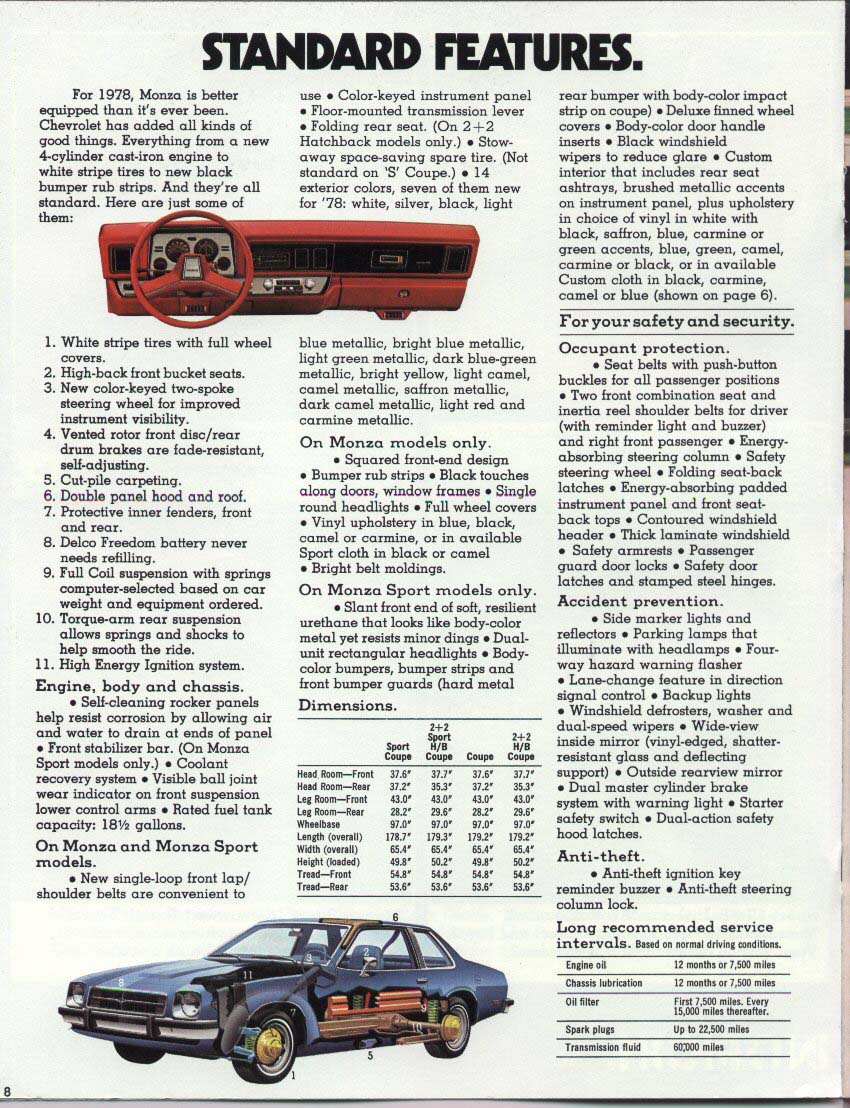 STANDARD FEATURES.
For 1978, Monza is better
equipped than it's ever been.
Chevrolet has added all kinds of
good things. Everything from a new
4-cylinder cast-iron engine to
white stripe tires to new black
bumper rub strips. And they're all
standard. Here are just some of
them:
1. White stripe tires with full wheel
covers.
2. High-back front bucket seats.
3. New color-keyed two-spoke
steering wheel for improved
instrument visibility.
4. Vented rotor front disc/rear
drum brakes are fade-resistant,
self-adjusting.
5. Cut-pile carpeting.
6. Double panel hood and roof.
7. Protective inner fenders, front
and rear.
8. Delco Freedom battery never
needs refilling.
9. Full Coil suspension with springs
computer-selected based on car
weight and equipment ordered.
10. Torque-arm rear suspension
allows springs and shocks to
help smooth the ride.
11. High Energy Ignition system.
Engine, body and chassis.
• Self-cleaning rocker panels
help resist corrosion by allowing air
and water to drain at ends of panel
• Front stabilizer bar. (On Monza
Sport models only.) • Coolant
recovery system • Visible ball joint
wear indicator on front suspension
lower control arms • Rated fuel tank
capacity: 18½ gallons.
On Monza and Monza Sport
models.
• New single-loop front lap/
shoulder belts are convenient to
use • Color-keyed instrument panel
• Floor-mounted transmission lever
• Folding rear seat. (On 2+2
Hatchback models only.) • Stow-
away space-saving spare tire. (Not
standard on 'S' Coupe.) • 14
exterior colors, seven of them new
for '78: white, silver, black, light
blue metallic, bright blue metallic,
light green metallic, dark blue-green
metallic, bright yellow, light camel,
camel metallic, saffron metallic,
dark camel metallic, light red and
carmine metallic.
On Monza models only.
• Squared front-end design
• Bumper rub strips • Black touches
along doors, window frames • Single
round headlights • Full wheel covers
• Vinyl upholstery in blue, black,
camel or carmine, or in available
Sport cloth in black or camel
• Bright belt moldings.
On Monza Sport models only.
• Slant front end of soft, resilient
urethane that looks like body-color
metal yet resists minor dings • Dual-
unit rectangular headlights • Body-
color bumpers, bumper strips and
front bumper guards (hard metal
Dimensions.
Sport Coupe 2+2 Sport H/B Coupe Coupe 2+2 H/B Coupe
Head Room—Front 37.6" 37.7" 37.6" 37.7"
Head Room—Rear 37.2" 35.3" 37.2" 35.3"
Leg Room—Front 43.0" 43.0" 43.0" 43.0"
Leg Room—Rear 28.2" 29.6" 28.2" 29.6"
Wheelbase 97.0" 97.0" 97.0" 97.0"
Length (overall) 178.7" 179.3" 179.2" 179.2"
Width (overall) 65.4" 65.4" 65.4" 65.4"
Height (loaded) 49.8" 50.2" 49.8" 50.2"
Tread—Front 54.8" 54.8" 54.8" 54.8"
Tread—Rear 53.6" 53.6" 53.6" 53.6"
rear bumper with body-color impact
strip on coupe) • Deluxe finned wheel
covers • Body-color door handle
inserts • Black windshield
wipers to reduce glare • Custom
interior that includes rear seat
ashtrays, brushed metallic accents
on instrument panel, plus upholstery
in choice of vinyl in white with
black, saffron, blue, carmine or
green accents, blue, green, camel,
carmine or black, or in available
Custom cloth in black, carmine,
camel or blue (shown on page 6).
For your safety and security.
Occupant protection.
• Seat belts with push-button
buckles for all passenger positions
• Two front combination seat and
inertia reel shoulder belts for driver
(with reminder light and buzzer)
and right front passenger • Energy-
absorbing steering column • Safety
steering wheel • Folding seat-back
latches • Energy-absorbing padded
instrument panel and front seat-
back tops • Contoured windshield
header • Thick laminate windshield
• Safety armrests • Passenger
guard door locks • Safety door
latches and stamped steel hinges.
Accident prevention.
• Side marker lights and
reflectors • Parking lamps that
illuminate with headlamps • Four-
way hazard warning flasher
• Lane-change feature in direction
signal control • Backup lights
• Windshield defrosters, washer and
dual-speed wipers • Wide-view
inside mirror (vinyl-edged, shatter-
resistant glass and deflecting
support) • Outside rearview mirror
• Dual master cylinder brake
system with warning light • Starter
safety switch • Dual-action safety
hood latches.
Anti-theft.
• Anti-theft ignition key
reminder buzzer • Anti-theft steering
column lock.
Long recommended service
intervals. Based on normal driving conditions.
Engine oil 12 months or 7,500 miles
Chassis lubrication 12 months or 7,500 miles
Oil filter First 7,500 miles. Every
15,000 miles thereafter.
Spark plugs Up to 22,500 miles
Transmission fluid 60,000 miles
6
3
2
11
8
7
9
10
4
5
1
8